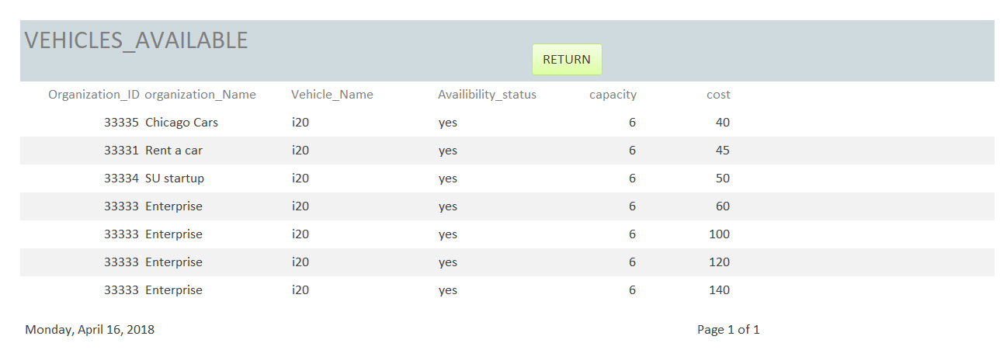 VEHICLES_AVAILABLE
RETURN
Organization_ID organization_Name Vehicle_Name Availibility_status capacity cost
33335 Chicago Cars i20 yes 6 40
33331 Rent a car i20 yes 6 45
33334 SU startup i20 yes 6 50
33333 Enterprise i20 yes 6 60
33333 Enterprise i20 yes 6 100
33333 Enterprise i20 yes 6 120
33333 Enterprise i20 yes 6 140
Monday, April 16, 2018 Page 1 of 1